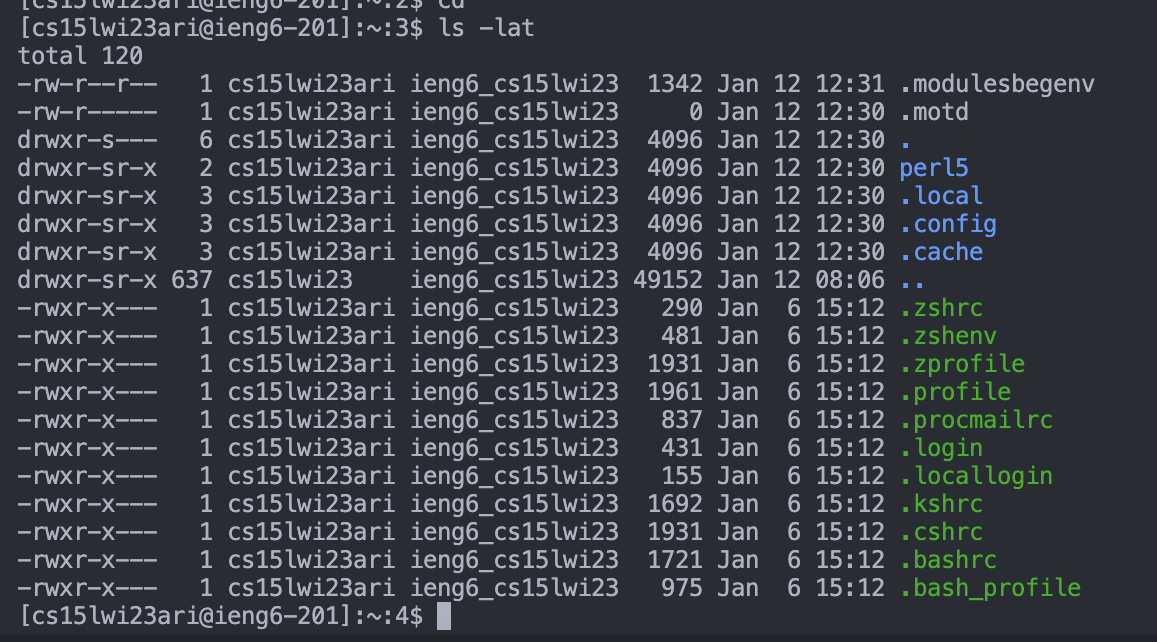 [cs15lwi23ari@ieng6-201]:~:2$ cd
[cs15lwi23ari@ieng6-201]:~:3$ ls -lat
total 120
-rw-r--r--   1 cs15lwi23ari ieng6_cs15lwi23  1342 Jan 12 12:31 .modulesbegenv
-rw-r-----   1 cs15lwi23ari ieng6_cs15lwi23     0 Jan 12 12:30 .motd
drwxr-s---   6 cs15lwi23ari ieng6_cs15lwi23  4096 Jan 12 12:30 .
drwxr-sr-x   2 cs15lwi23ari ieng6_cs15lwi23  4096 Jan 12 12:30 perl5
drwxr-sr-x   3 cs15lwi23ari ieng6_cs15lwi23  4096 Jan 12 12:30 .local
drwxr-sr-x   3 cs15lwi23ari ieng6_cs15lwi23  4096 Jan 12 12:30 .config
drwxr-sr-x   3 cs15lwi23ari ieng6_cs15lwi23  4096 Jan 12 12:30 .cache
drwxr-sr-x 637 cs15lwi23    ieng6_cs15lwi23 49152 Jan 12 08:06 ..
-rwxr-x---   1 cs15lwi23ari ieng6_cs15lwi23   290 Jan  6 15:12 .zshrc
-rwxr-x---   1 cs15lwi23ari ieng6_cs15lwi23   481 Jan  6 15:12 .zshenv
-rwxr-x---   1 cs15lwi23ari ieng6_cs15lwi23  1931 Jan  6 15:12 .zprofile
-rwxr-x---   1 cs15lwi23ari ieng6_cs15lwi23  1961 Jan  6 15:12 .profile
-rwxr-x---   1 cs15lwi23ari ieng6_cs15lwi23   837 Jan  6 15:12 .procmailrc
-rwxr-x---   1 cs15lwi23ari ieng6_cs15lwi23   431 Jan  6 15:12 .login
-rwxr-x---   1 cs15lwi23ari ieng6_cs15lwi23   155 Jan  6 15:12 .locallogin
-rwxr-x---   1 cs15lwi23ari ieng6_cs15lwi23  1692 Jan  6 15:12 .kshrc
-rwxr-x---   1 cs15lwi23ari ieng6_cs15lwi23  1931 Jan  6 15:12 .cshrc
-rwxr-x---   1 cs15lwi23ari ieng6_cs15lwi23  1721 Jan  6 15:12 .bashrc
-rwxr-x---   1 cs15lwi23ari ieng6_cs15lwi23   975 Jan  6 15:12 .bash_profile
[cs15lwi23ari@ieng6-201]:~:4$